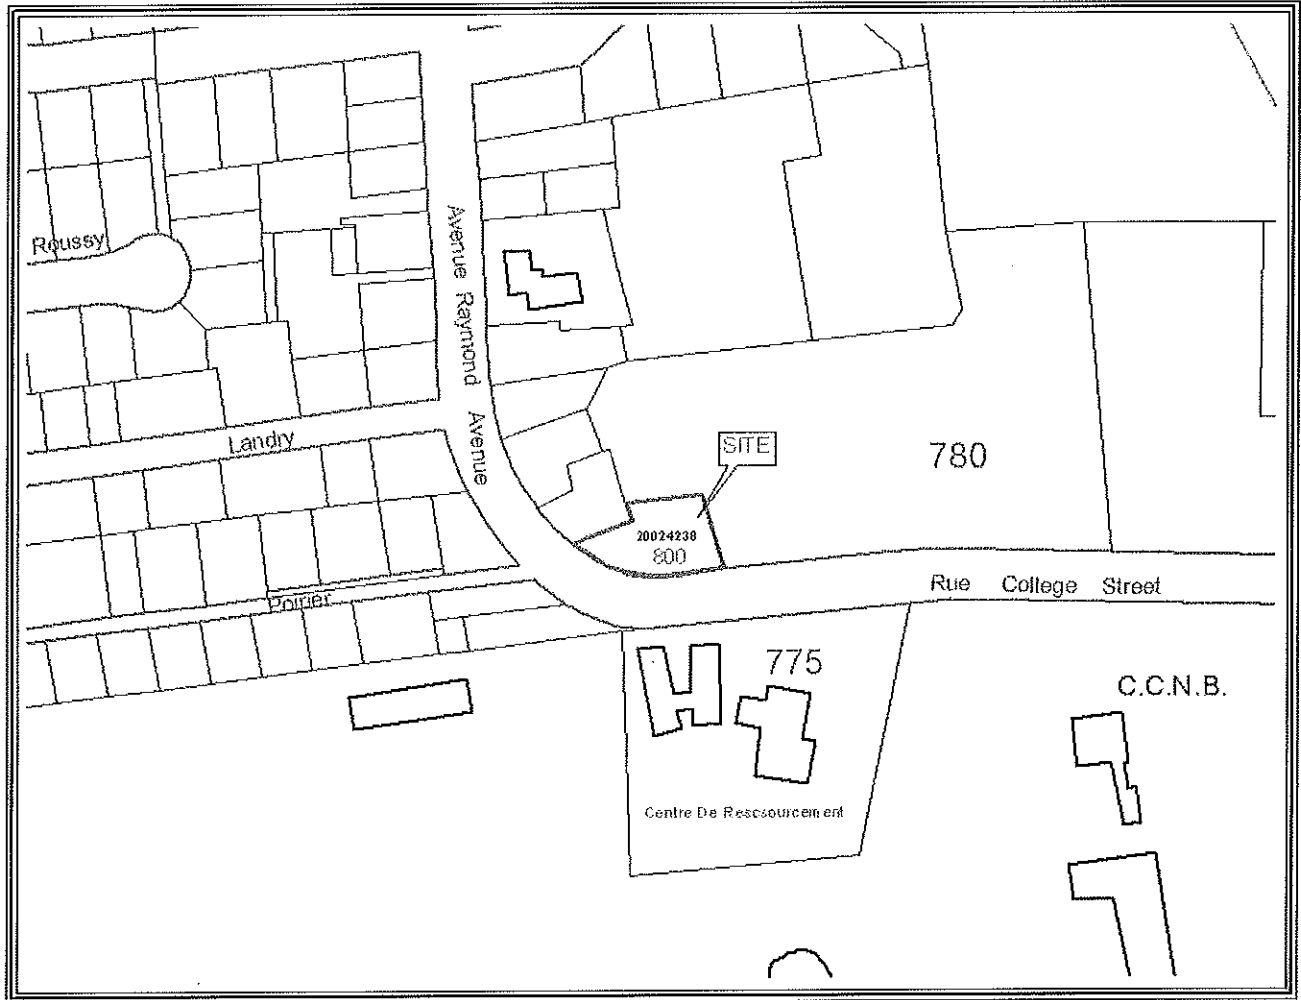 Roussy
Avenue Raymond Avenue
Landry
SITE
780
20024238
800
Rue College Street
Poirier
775
C.C.N.B.
Centre De Rescsourcement